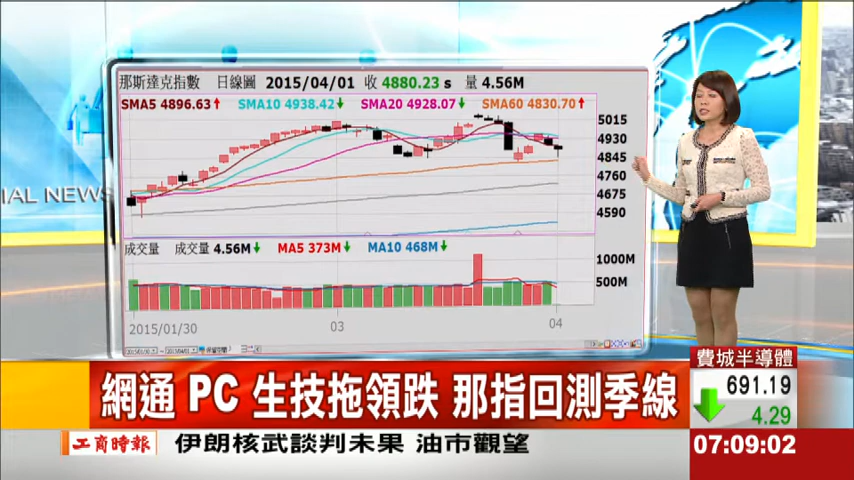 IAL NEWS
那斯達克指數 日線圖 2015/04/01 收 4880.23 s 量 4.56M
SMA5 4896.63↑ SMA10 4938.42↓ SMA20 4928.07↓ SMA60 4830.70↑
5015
4930
4845
4760
4675
4590
成交量 成交量 4.56M↓ MA5 373M↓ MA10 468M↓
1000M
500M
2015/01/30 03 04
費城半導體
691.19
4.29
網通 PC 生技拖領跌 那指回測季線
工商時報 伊朗核武談判未果 油市觀望
07:09:02